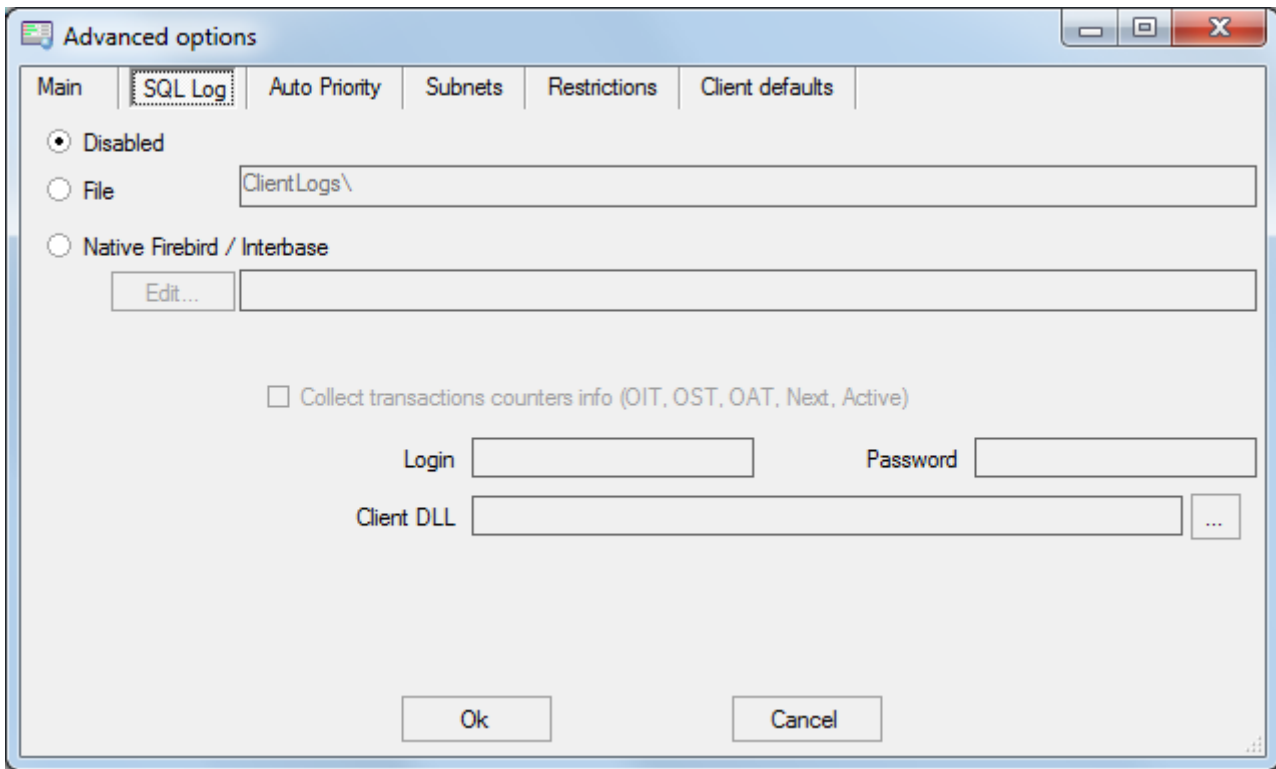 Advanced options
Main SQL Log Auto Priority Subnets Restrictions Client defaults
Disabled
File ClientLogs\
Native Firebird / Interbase
Edit...
Collect transactions counters info (OIT, OST, OAT, Next, Active)
Login Password
Client DLL ...
Ok Cancel